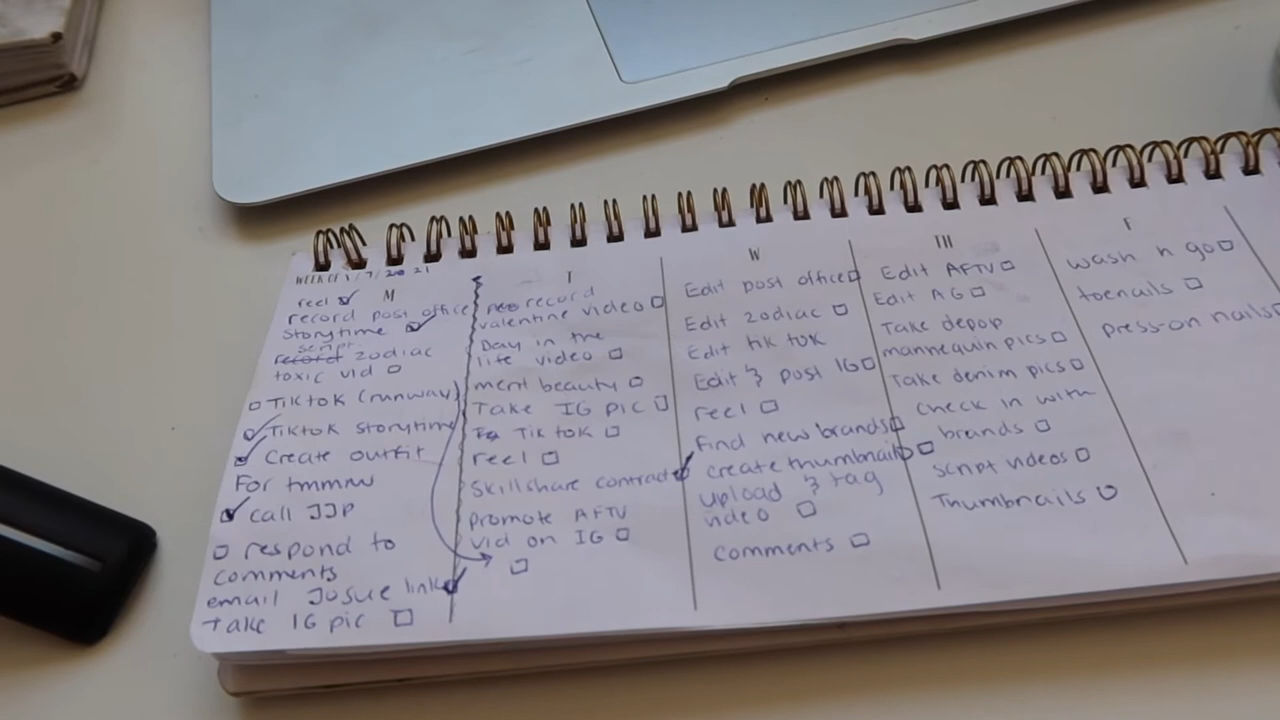 WEEK OF 1/7/2021
M
reel
record post office
storytime
script
record zodiac
toxic vid
TikTok (runway)
TikTok storytime
Create outfit
For tmmw
call JJP
respond to
comments
email Josue link
Take IG pic
T
record
valentine video
Day in the
life video
ment beauty
Take IG pic
TikTok
reel
Skillshare contract
promote AFTV
vid on IG
W
Edit post office
Edit zodiac
Edit tik tok
Edit & post IG
reel
find new brands
create thumbnail
upload & tag
video
comments
TH
Edit AFTV
Edit AG
Take depop
mannequin pics
Take denim pics
check in with
brands
script videos
Thumbnails
F
wash n go
toenails
press-on nails